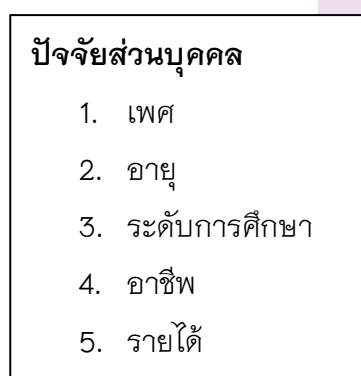 ปัจจัยส่วนบุคคล
1. เพศ
2. อายุ
3. ระดับการศึกษา
4. อาชีพ
5. รายได้